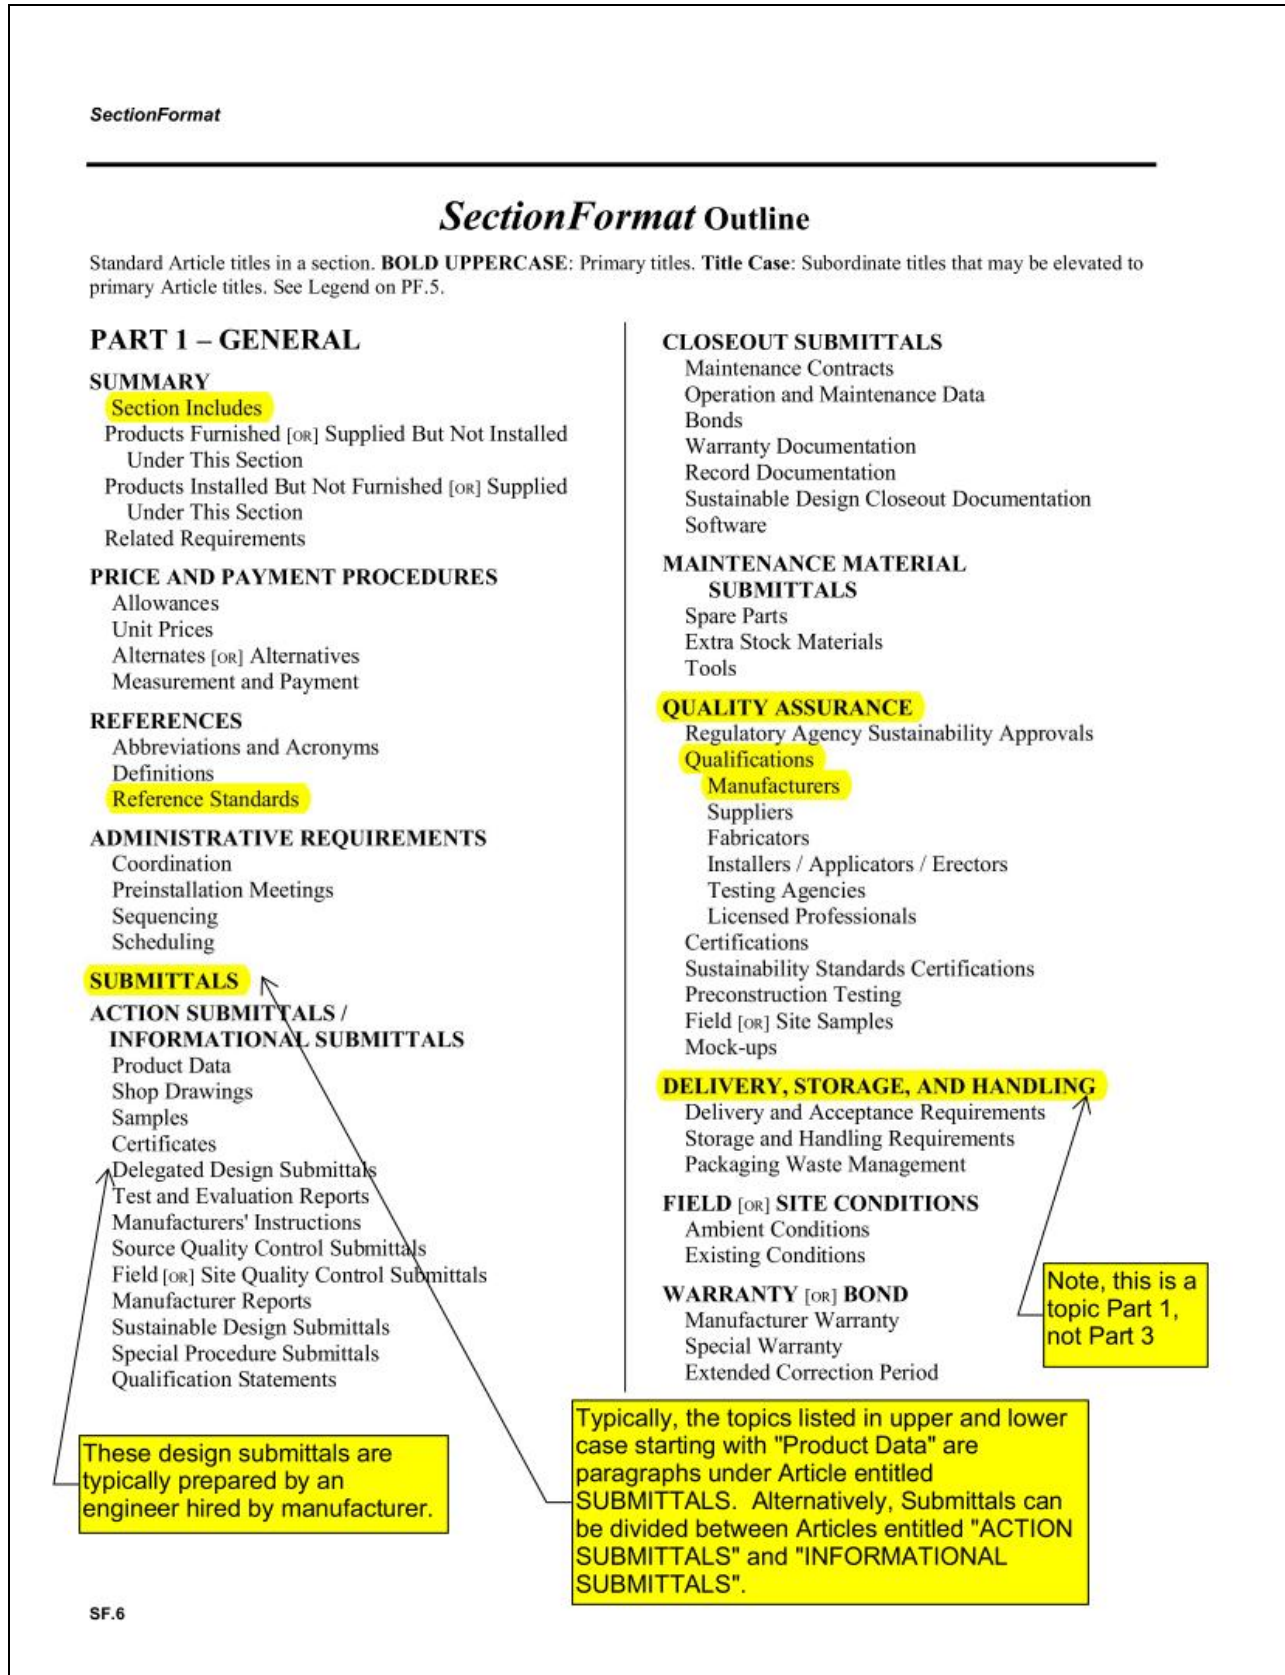 SectionFormat
SectionFormat Outline
Standard Article titles in a section. BOLD UPPERCASE: Primary titles. Title Case: Subordinate titles that may be elevated to
primary Article titles. See Legend on PF.5.
PART 1 – GENERAL
SUMMARY
Section Includes
Products Furnished [OR] Supplied But Not Installed
Under This Section
Products Installed But Not Furnished [OR] Supplied
Under This Section
Related Requirements
PRICE AND PAYMENT PROCEDURES
Allowances
Unit Prices
Alternates [OR] Alternatives
Measurement and Payment
REFERENCES
Abbreviations and Acronyms
Definitions
Reference Standards
ADMINISTRATIVE REQUIREMENTS
Coordination
Preinstallation Meetings
Sequencing
Scheduling
SUBMITTALS
ACTION SUBMITTALS /
INFORMATIONAL SUBMITTALS
Product Data
Shop Drawings
Samples
Certificates
Delegated Design Submittals
Test and Evaluation Reports
Manufacturers' Instructions
Source Quality Control Submittals
Field [OR] Site Quality Control Submittals
Manufacturer Reports
Sustainable Design Submittals
Special Procedure Submittals
Qualification Statements
These design submittals are
typically prepared by an
engineer hired by manufacturer.
CLOSEOUT SUBMITTALS
Maintenance Contracts
Operation and Maintenance Data
Bonds
Warranty Documentation
Record Documentation
Sustainable Design Closeout Documentation
Software
MAINTENANCE MATERIAL
SUBMITTALS
Spare Parts
Extra Stock Materials
Tools
QUALITY ASSURANCE
Regulatory Agency Sustainability Approvals
Qualifications
Manufacturers
Suppliers
Fabricators
Installers / Applicators / Erectors
Testing Agencies
Licensed Professionals
Certifications
Sustainability Standards Certifications
Preconstruction Testing
Field [OR] Site Samples
Mock-ups
DELIVERY, STORAGE, AND HANDLING
Delivery and Acceptance Requirements
Storage and Handling Requirements
Packaging Waste Management
FIELD [OR] SITE CONDITIONS
Ambient Conditions
Existing Conditions
WARRANTY [OR] BOND
Manufacturer Warranty
Special Warranty
Extended Correction Period
Note, this is a
topic Part 1,
not Part 3
Typically, the topics listed in upper and lower
case starting with "Product Data" are
paragraphs under Article entitled
SUBMITTALS. Alternatively, Submittals can
be divided between Articles entitled "ACTION
SUBMITTALS" and "INFORMATIONAL
SUBMITTALS".
SF.6